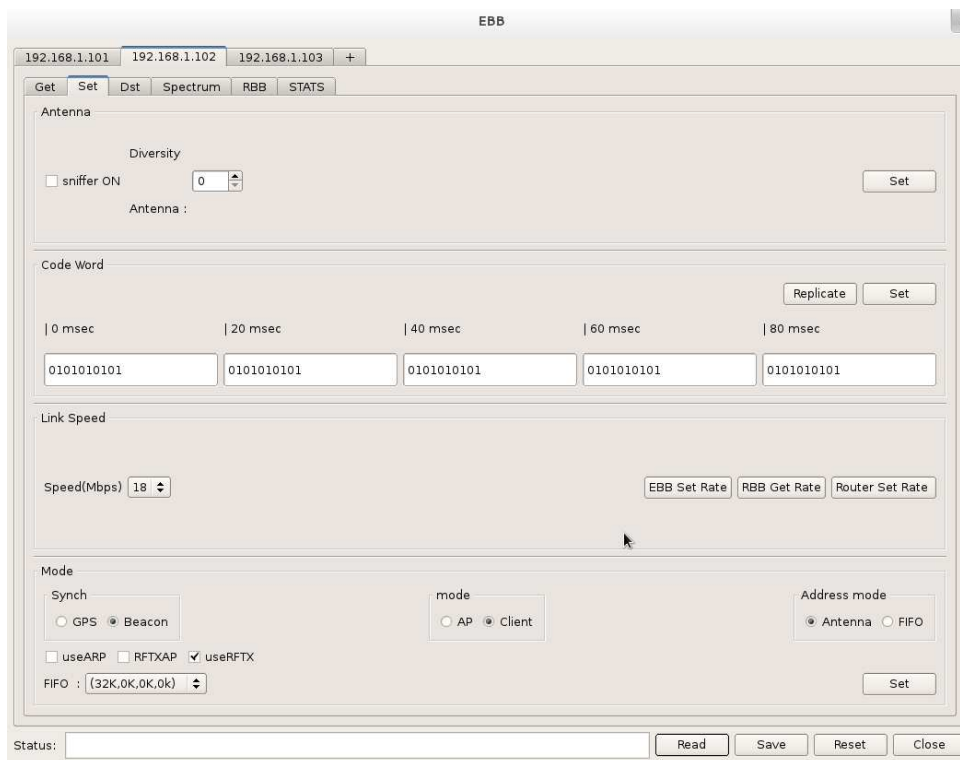 EBB
192.168.1.101 192.168.1.102 192.168.1.103 +
Get Set Dst Spectrum RBB STATS
Antenna
Diversity
sniffer ON 0 Set
Antenna :
Code Word
Replicate Set
| 0 msec | 20 msec | 40 msec | 60 msec | 80 msec
0101010101 0101010101 0101010101 0101010101 0101010101
Link Speed
Speed(Mbps) 18 EBB Set Rate RBB Get Rate Router Set Rate
Mode
Synch mode Address mode
GPS Beacon AP Client Antenna FIFO
useARP RFTXAP useRFTX
FIFO : (32K,0K,0K,0k) Set
Status: Read Save Reset Close